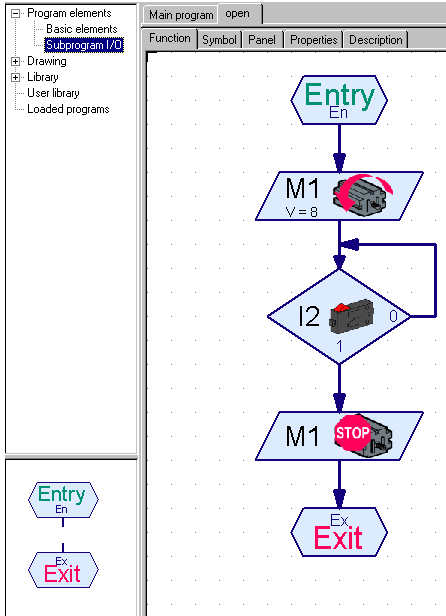 Program elements
Basic elements
Subprogram I/O
Drawing
Library
User library
Loaded programs
Entry
En
Ex
Exit
Main program open
Function Symbol Panel Properties Description
Entry
En
M1
V = 8
I2
0
1
M1
STOP
Ex
Exit